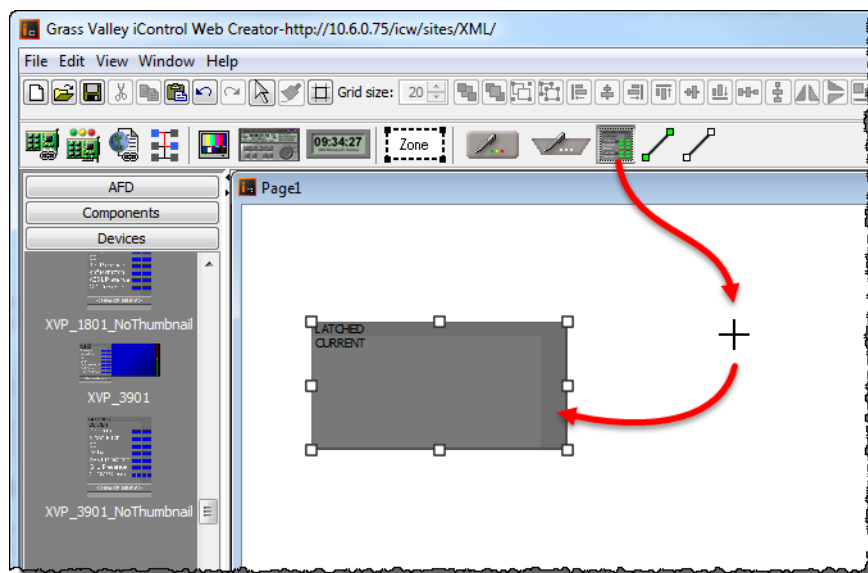 Grass Valley iControl Web Creator-http://10.6.0.75/icw/sites/XML/
File Edit View Window Help
Grid size: 20
09:34:27
Zone
AFD
Page1
Components
Devices
XVP_1801_NoThumbnail
LATCHED
CURRENT
XVP_3901
XVP_3901_NoThumbnail